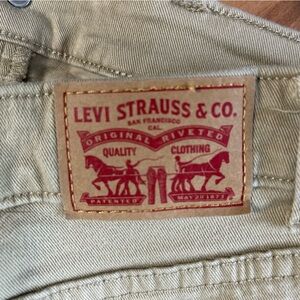 LEVI STRAUSS & CO.
SAN FRANCISCO
CAL.
ORIGINAL RIVETED
QUALITY CLOTHING
PATENTED MAY 20 1873